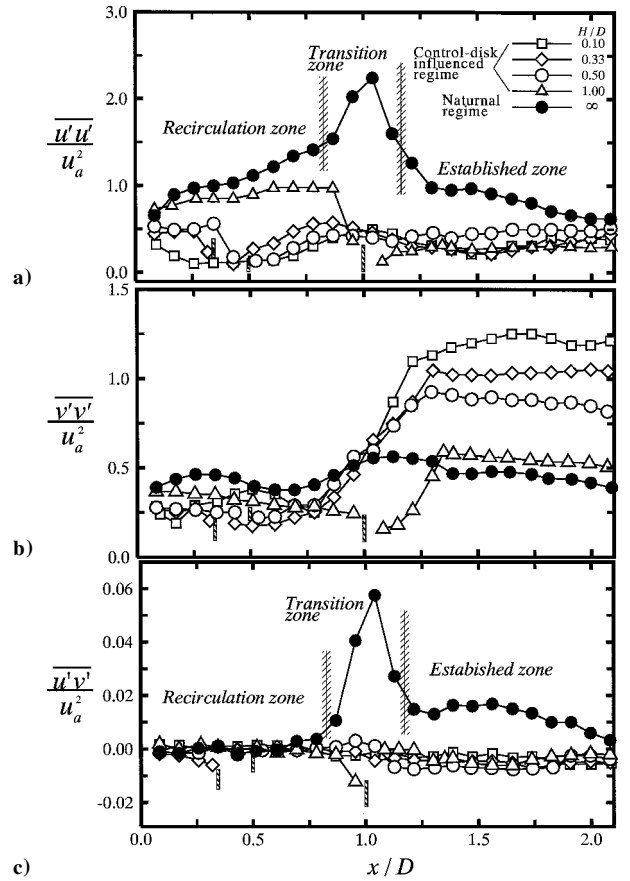 a)
3.0
2.0
1.0
0.0
u'u'
u_a^2
Transition
zone
Recirculation zone
Established zone
H / D
Control-disk
influenced
regime
0.10
0.33
0.50
1.00
Naturnal
regime
∞
b)
1.5
1.0
0.5
0.0
v'v'
u_a^2
c)
0.06
0.04
0.02
0.00
-0.02
u'v'
u_a^2
Transition
zone
Recirculation zone
Estabished zone
0.0
0.5
1.0
1.5
2.0
x / D